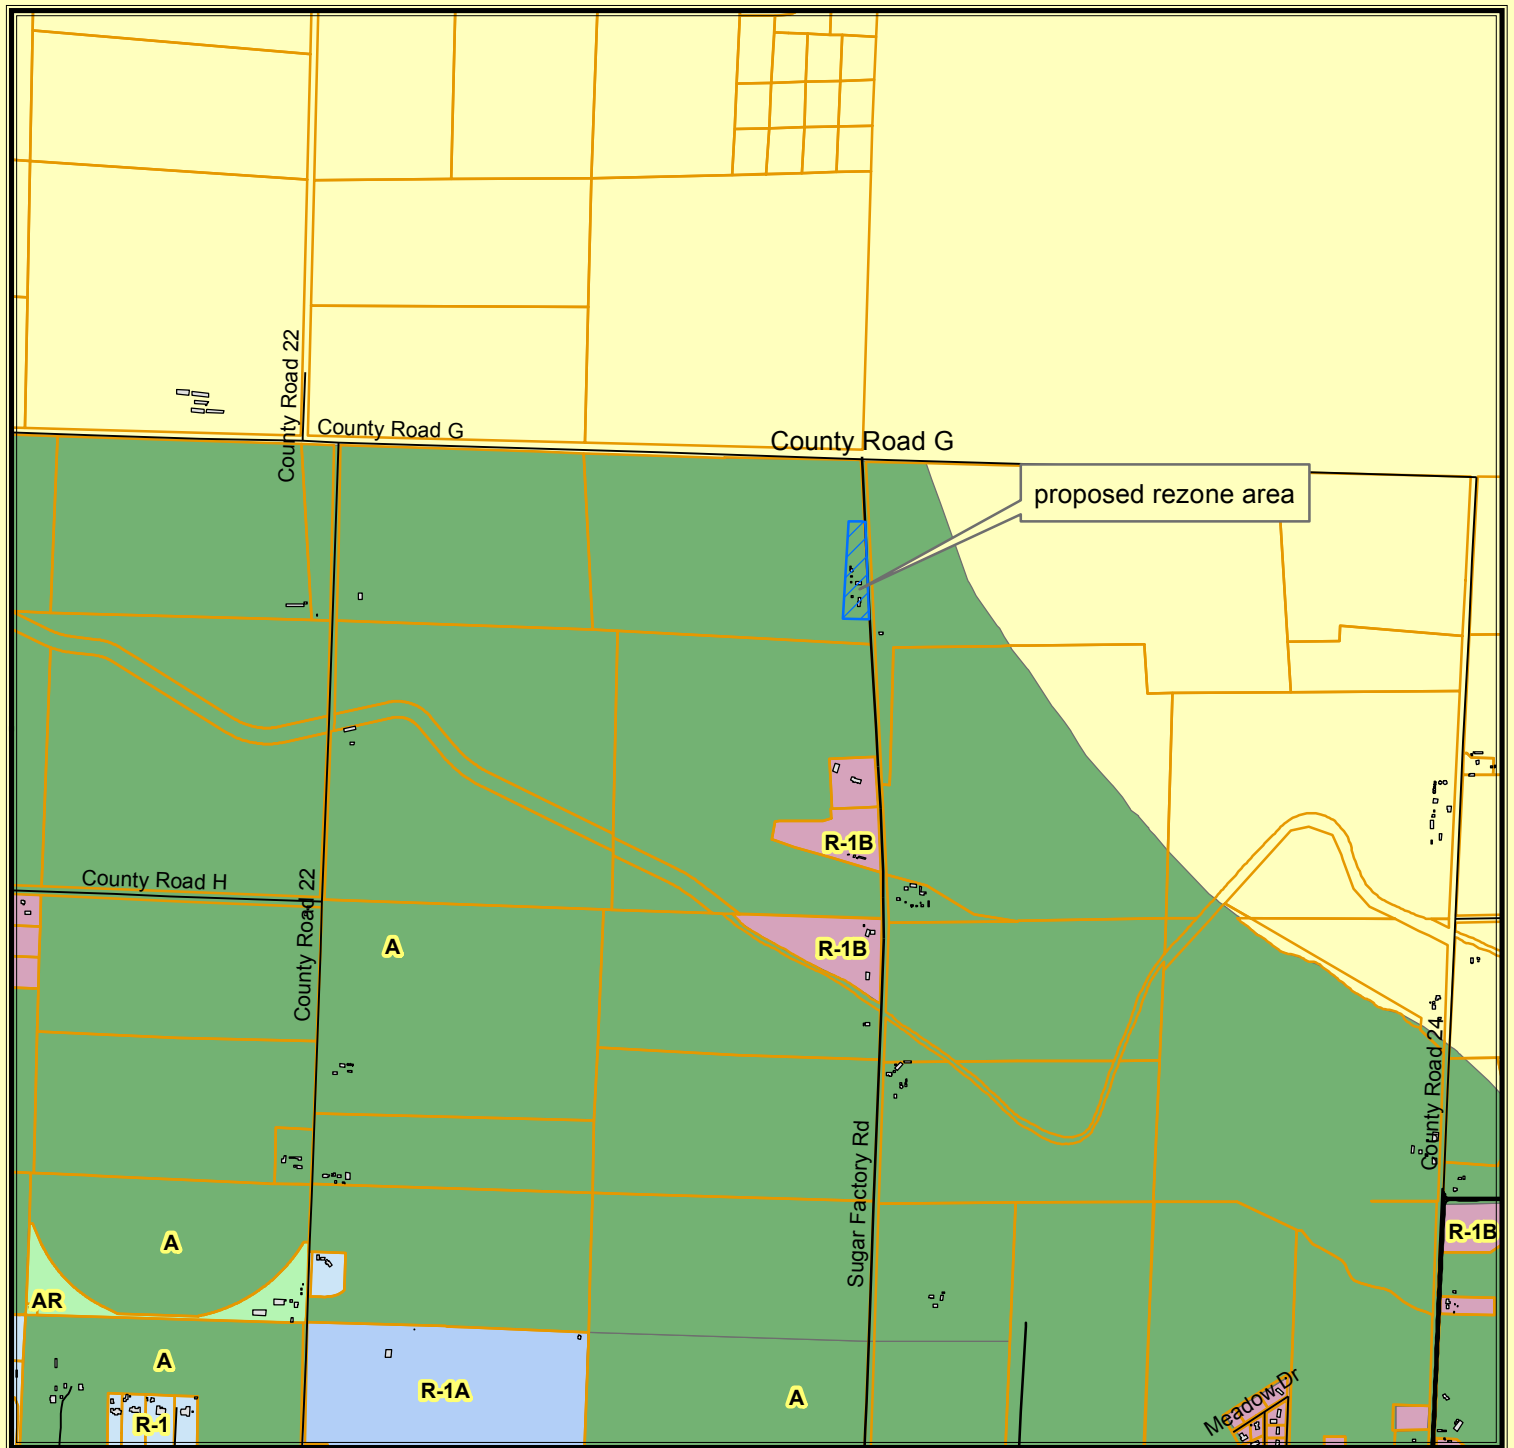 County Road 22
County Road G
County Road G
proposed rezone area
R-1B
County Road H
County Road 22
A
R-1B
County Road 24
Sugar Factory Rd
A
R-1B
AR
A
R-1A
A
Meadow Dr
R-1